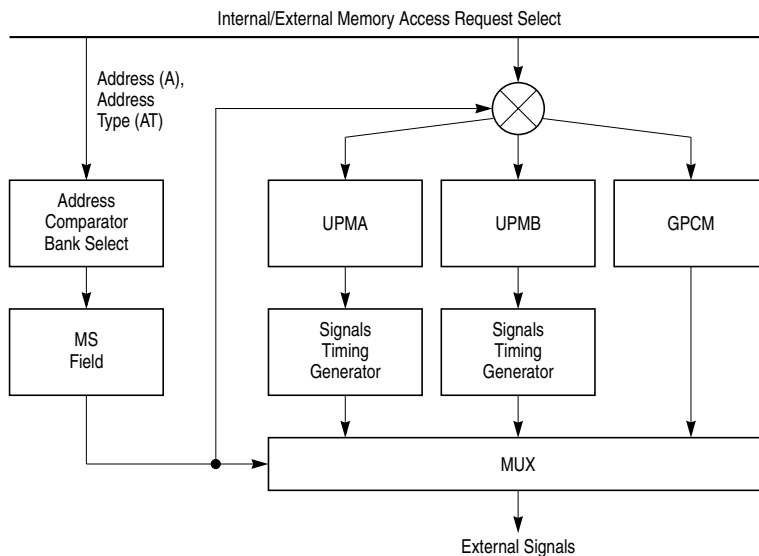 Internal/External Memory Access Request Select
Address (A),
Address
Type (AT)
Address
Comparator
Bank Select
UPMA
UPMB
GPCM
MS
Field
Signals
Timing
Generator
Signals
Timing
Generator
MUX
External Signals